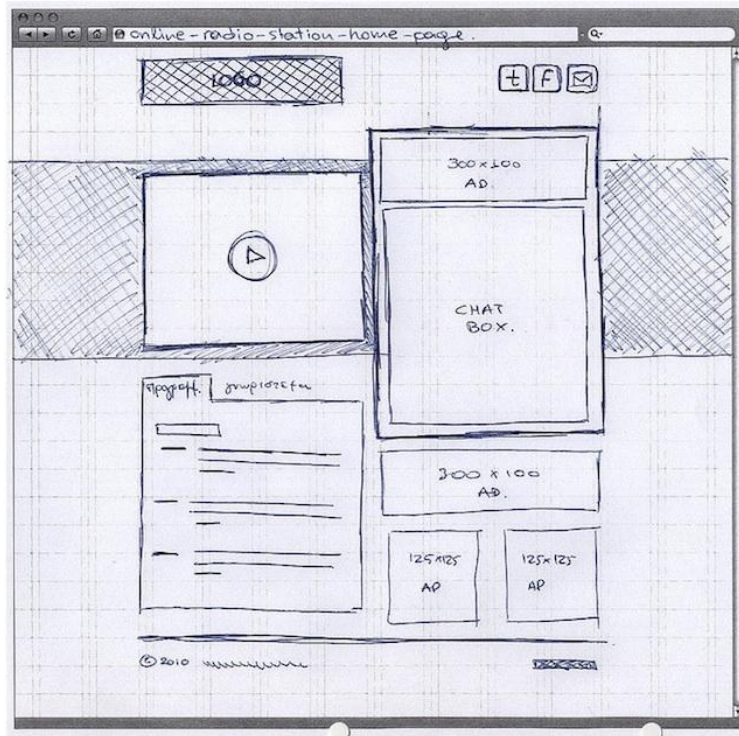 online-radio-station-home-page.
LOGO
t f
300x100
AD.
CHAT
BOX.
300 x 100
AD.
125x125
AD
125x125
AD
© 2010